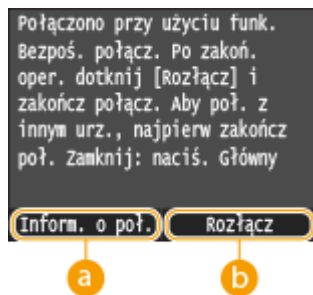 Połączono przy użyciu funk.
Bezpoś. połącz. Po zakoń.
oper. dotknij [Rozłącz] i
zakończ połącz. Aby poł. z
innym urz., najpierw zakończ
poł. Zamknij: naciś. Główny
Inform. o poł. Rozłącz
a b